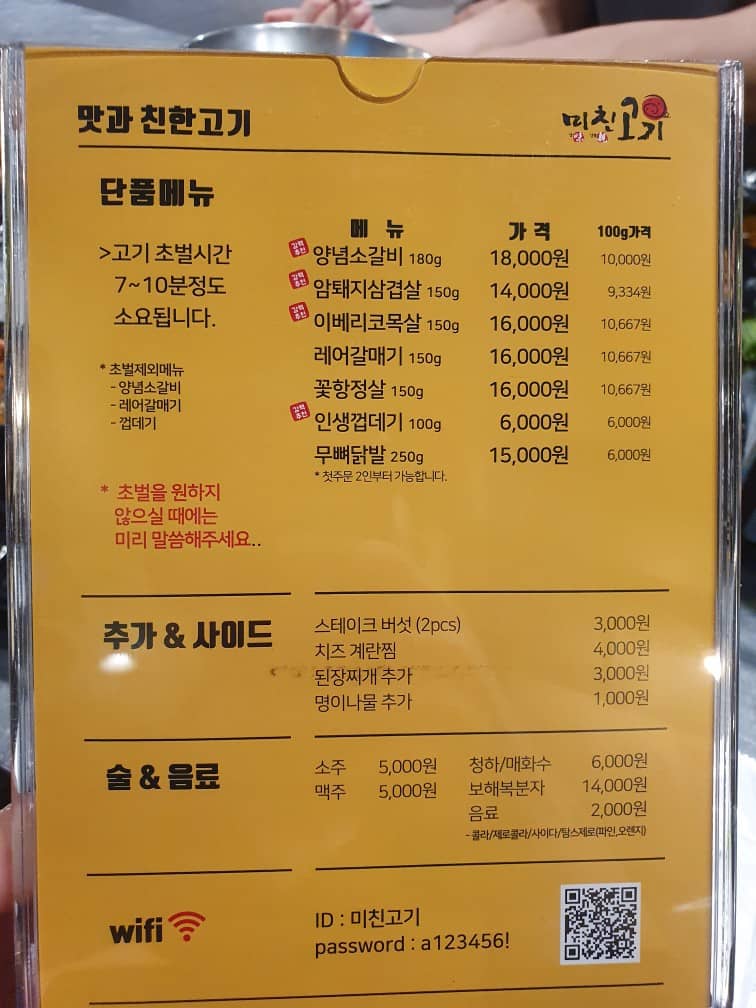 맛과 친한고기
미친고기
단품메뉴
>고기 초벌시간
7~10분정도
소요됩니다.
* 초벌제외메뉴
- 양념소갈비
- 레어갈매기
- 껍데기
* 초벌을 원하지
않으실 때에는
미리 말씀해주세요..
메 뉴 가 격 100g가격
강력추천 양념소갈비 180g 18,000원 10,000원
강력추천 암퇘지삼겹살 150g 14,000원 9,334원
강력추천 이베리코목살 150g 16,000원 10,667원
레어갈매기 150g 16,000원 10,667원
꽃항정살 150g 16,000원 10,667원
강력추천 인생껍데기 100g 6,000원 6,000원
무뼈닭발 250g 15,000원 6,000원
* 첫주문 2인부터 가능합니다.
추가 & 사이드
스테이크 버섯 (2pcs) 3,000원
치즈 계란찜 4,000원
된장찌개 추가 3,000원
명이나물 추가 1,000원
술 & 음료
소주 5,000원 청하/매화수 6,000원
맥주 5,000원 보해복분자 14,000원
음료 2,000원
- 콜라/제로콜라/사이다/탐스제로(파인,오렌지)
wifi
ID : 미친고기
password : a123456!